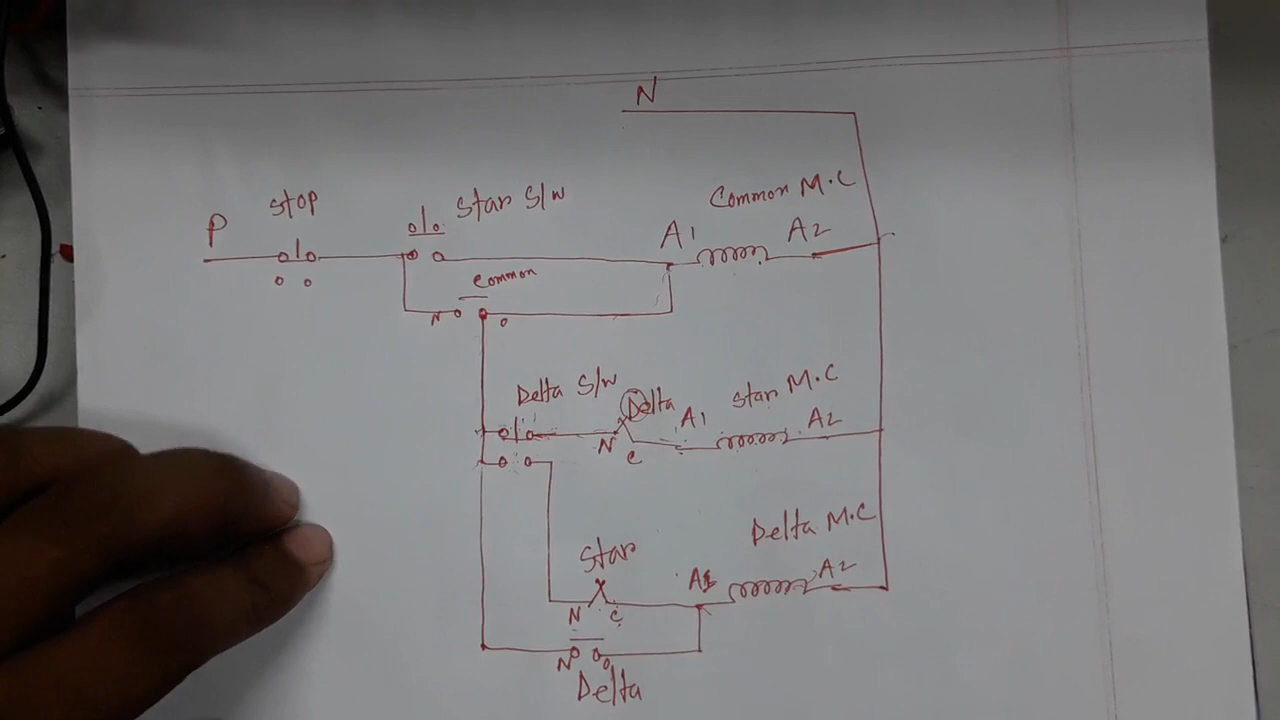 N
P
Stop
Star S/W
Common M.C
A1
A2
Common
N
O
Delta S/W
Delta
Star M.C
N
C
A1
A2
Delta M.C
Star
N
C
A1
A2
N
O
Delta